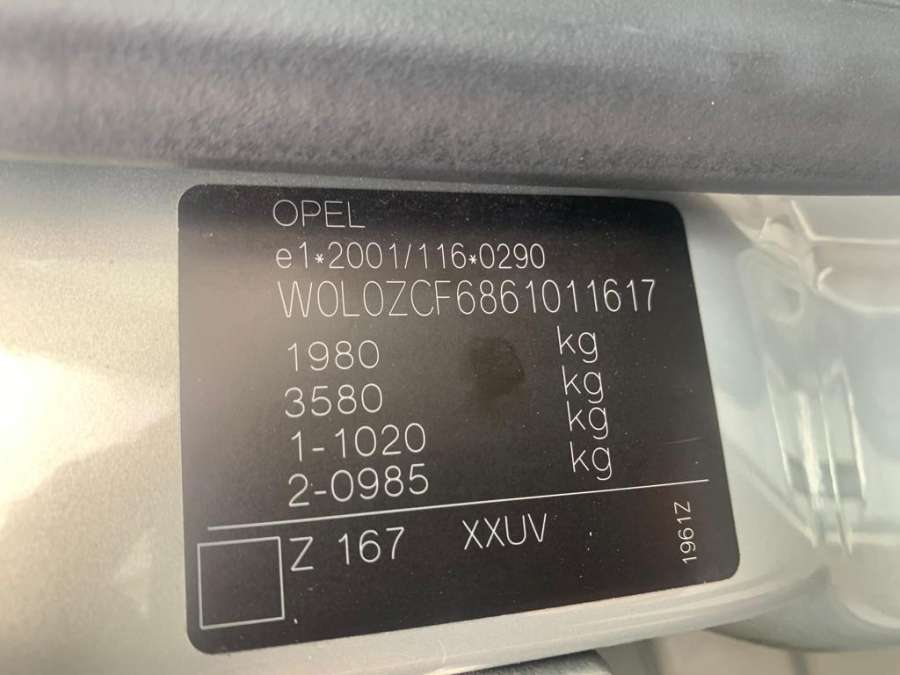 OPEL
e1*2001/116*0290
W0L0ZCF6861011617
1980 kg
3580 kg
1-1020 kg
2-0985 kg
Z 167 XXUV
1961Z